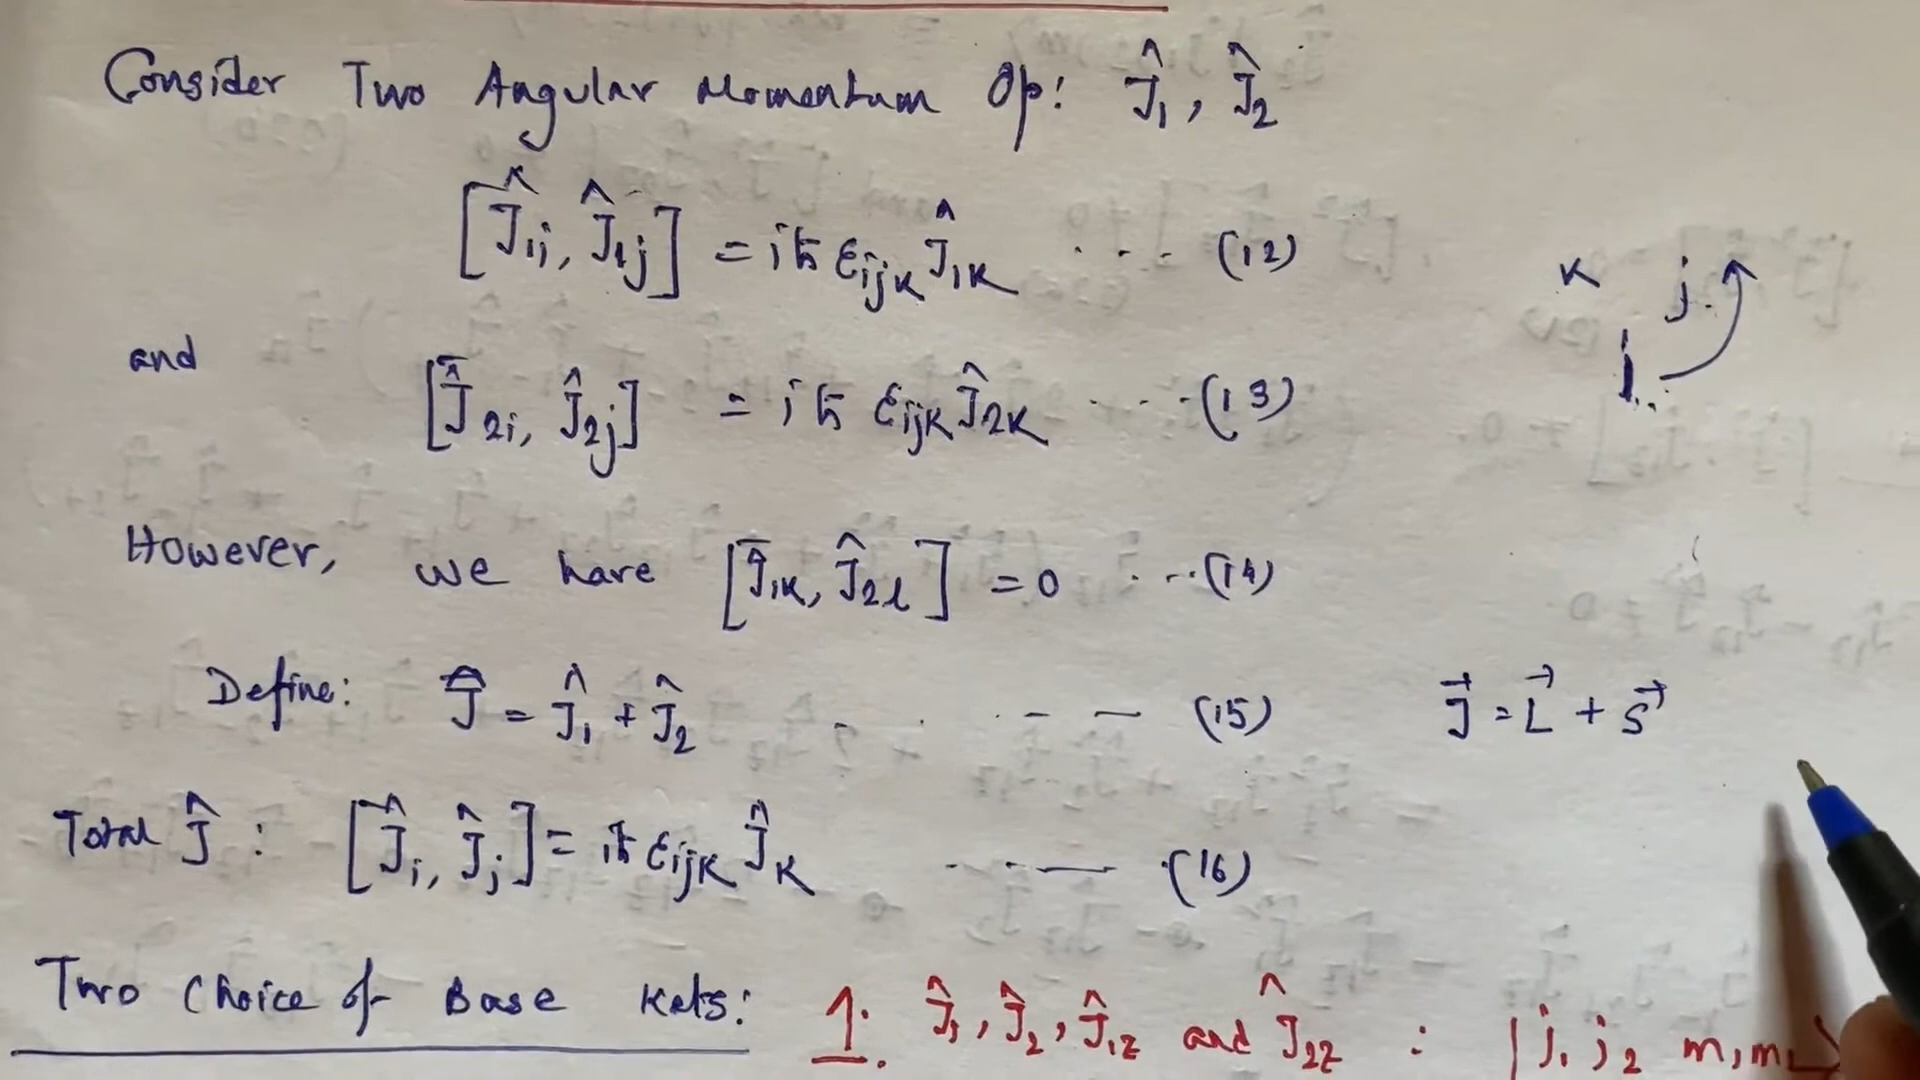 Consider Two Angular Momentum Op: Ĵ₁, Ĵ₂
[Ĵ₁ᵢ, Ĵ₁ⱼ] = iħ εᵢⱼₖ Ĵ₁ₖ ... (12)
k j
i
and [Ĵ₂ᵢ, Ĵ₂ⱼ] = iħ εᵢⱼₖ Ĵ₂ₖ ... (13)
However, we have [Ĵ₁ₖ, Ĵ₂ₗ] = 0 ... (14)
Define: Ĵ = Ĵ₁ + Ĵ₂ - . . - — (15) J⃗ = L⃗ + S⃗
Total Ĵ : [Ĵᵢ, Ĵⱼ] = iħ εᵢⱼₖ Ĵₖ - · — (16)
Two Choice of Base Kets: 1. Ĵ₁, Ĵ₂, Ĵ₁z and Ĵ₂z : |j₁ j₂ m₁ m₂⟩